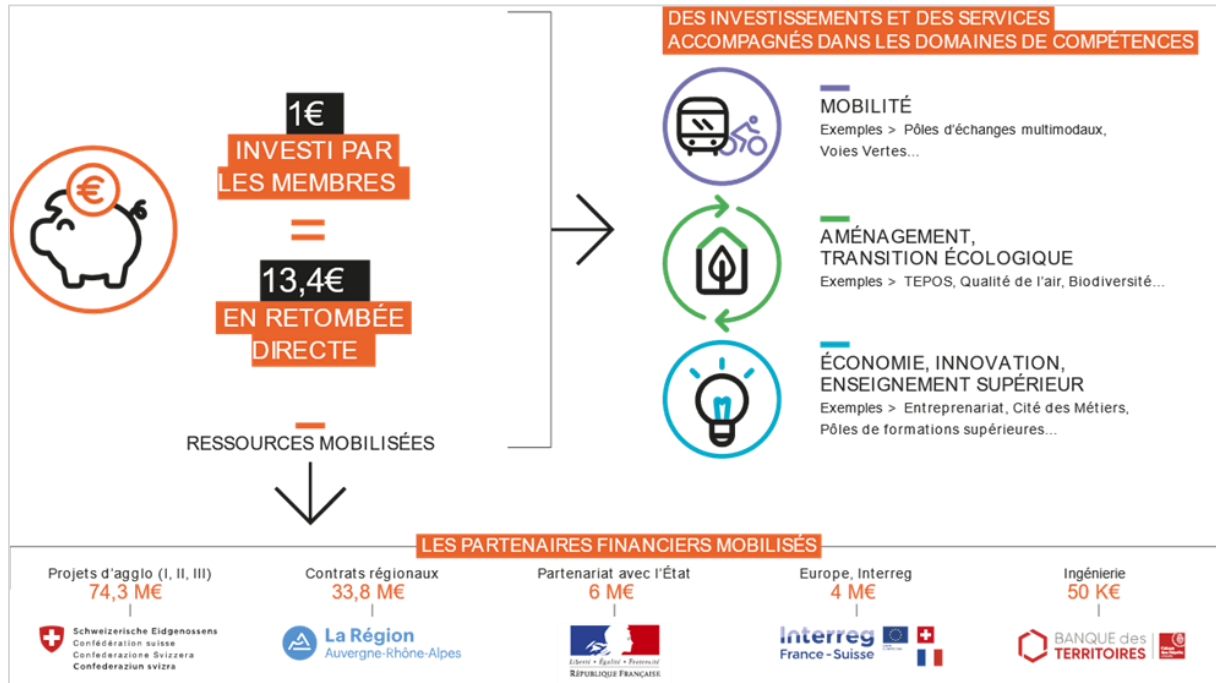 1€
INVESTI PAR
LES MEMBRES
=
13,4€
EN RETOMBÉE
DIRECTE
RESSOURCES MOBILISÉES
DES INVESTISSEMENTS ET DES SERVICES
ACCOMPAGNÉS DANS LES DOMAINES DE COMPÉTENCES
MOBILITÉ
Exemples > Pôles d'échanges multimodaux,
Voies Vertes...
AMÉNAGEMENT,
TRANSITION ÉCOLOGIQUE
Exemples > TEPOS, Qualité de l'air, Biodiversité...
ÉCONOMIE, INNOVATION,
ENSEIGNEMENT SUPÉRIEUR
Exemples > Entreprenariat, Cité des Métiers,
Pôles de formations supérieures...
LES PARTENAIRES FINANCIERS MOBILISÉS
Projets d'agglo (I, II, III)
74,3 M€
Schweizerische Eidgenossens
Confédération suisse
Confederazione Svizzera
Confederaziun svizra
Contrats régionaux
33,8 M€
La Région
Auvergne-Rhône-Alpes
Partenariat avec l'État
6 M€
Liberté • Égalité • Fraternité
RÉPUBLIQUE FRANÇAISE
Europe, Interreg
4 M€
Interreg
France - Suisse
Ingénierie
50 K€
BANQUE des
TERRITOIRES